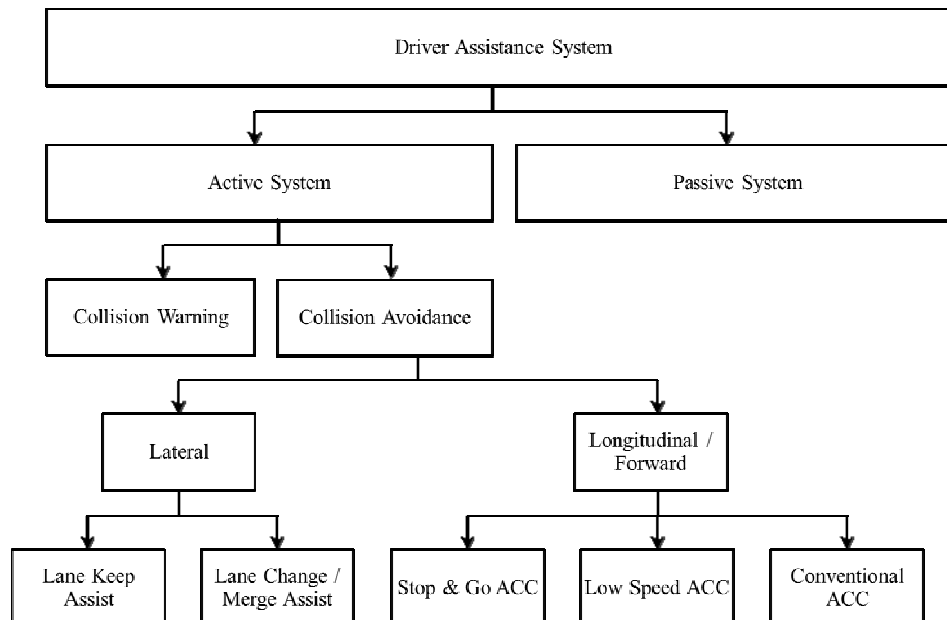 Driver Assistance System
Active System
Passive System
Collision Warning
Collision Avoidance
Lateral
Longitudinal /
Forward
Lane Keep
Assist
Lane Change /
Merge Assist
Stop & Go ACC
Low Speed ACC
Conventional
ACC